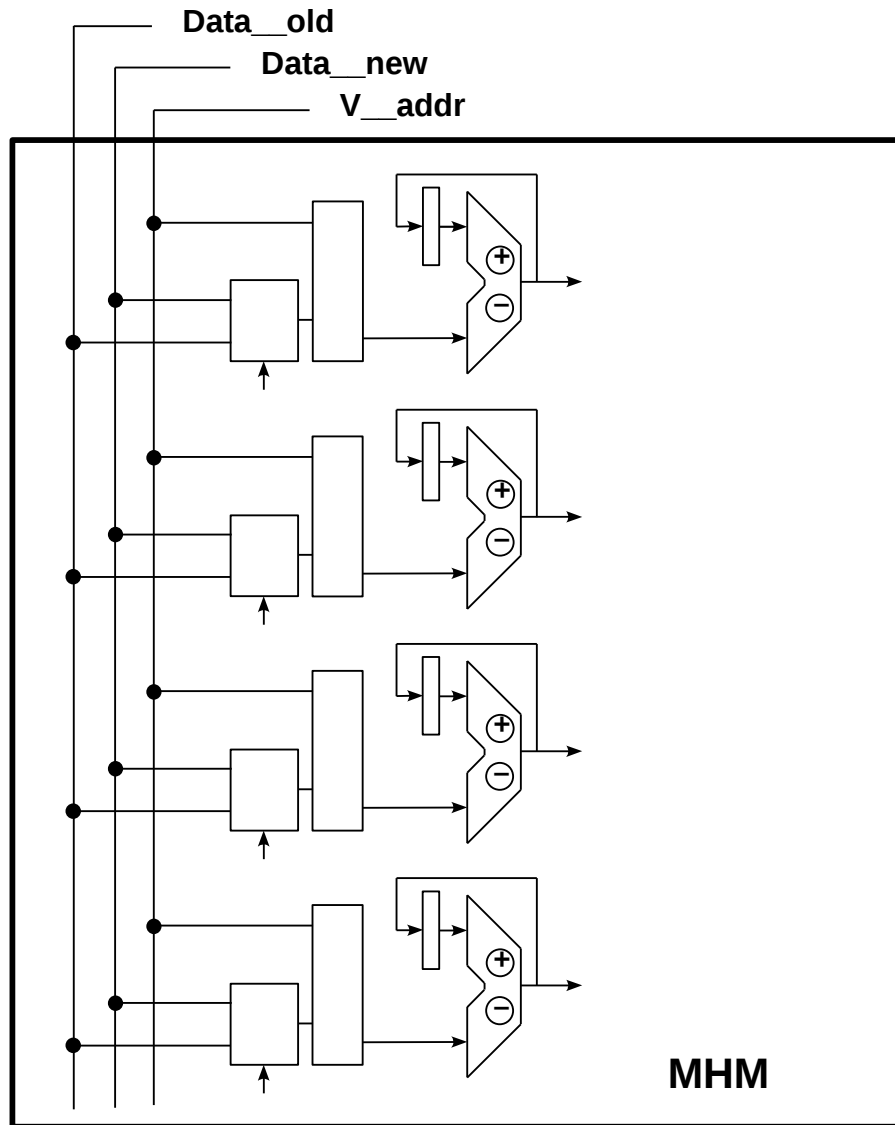 Data__old
Data__new
V__addr
+
−
+
−
+
−
+
−
MHM